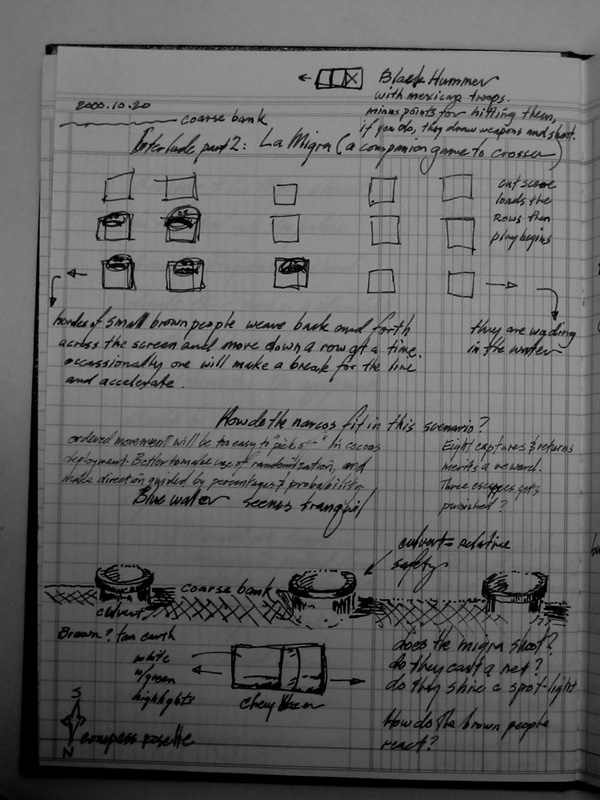 Black Hummer
with mexican troops.
minus points for hitting them,
if you do, they draw weapons and shoot.
2000.10.20
coarse bank
Interlude part 2: La Migra (a companion game to Crosser)
cut scene
loads the
rows then
play begins
hordes of small brown people weave back and forth
across the screen and move down a row at a time.
occassionally one will make a break for the line
and accelerate.
they are wading
in the water
How do the narcos fit in this scenario?
ordered movement will be too easy to "pick off" in
deployment. Better to make use of randomization, and
make direction guided by percentages & probability.
Eight captures & returns
merits a reward.
Three escapes gets
punished?
Blue water seems tranquil
culvert = relative
safety
coarse bank
culvert
Brown? tan earth
white
w/green
highlights
Chevy
does the migra shoot?
do they cast a net?
do they shine a spot-light
How do the brown people
react?
S
N
compass rosette